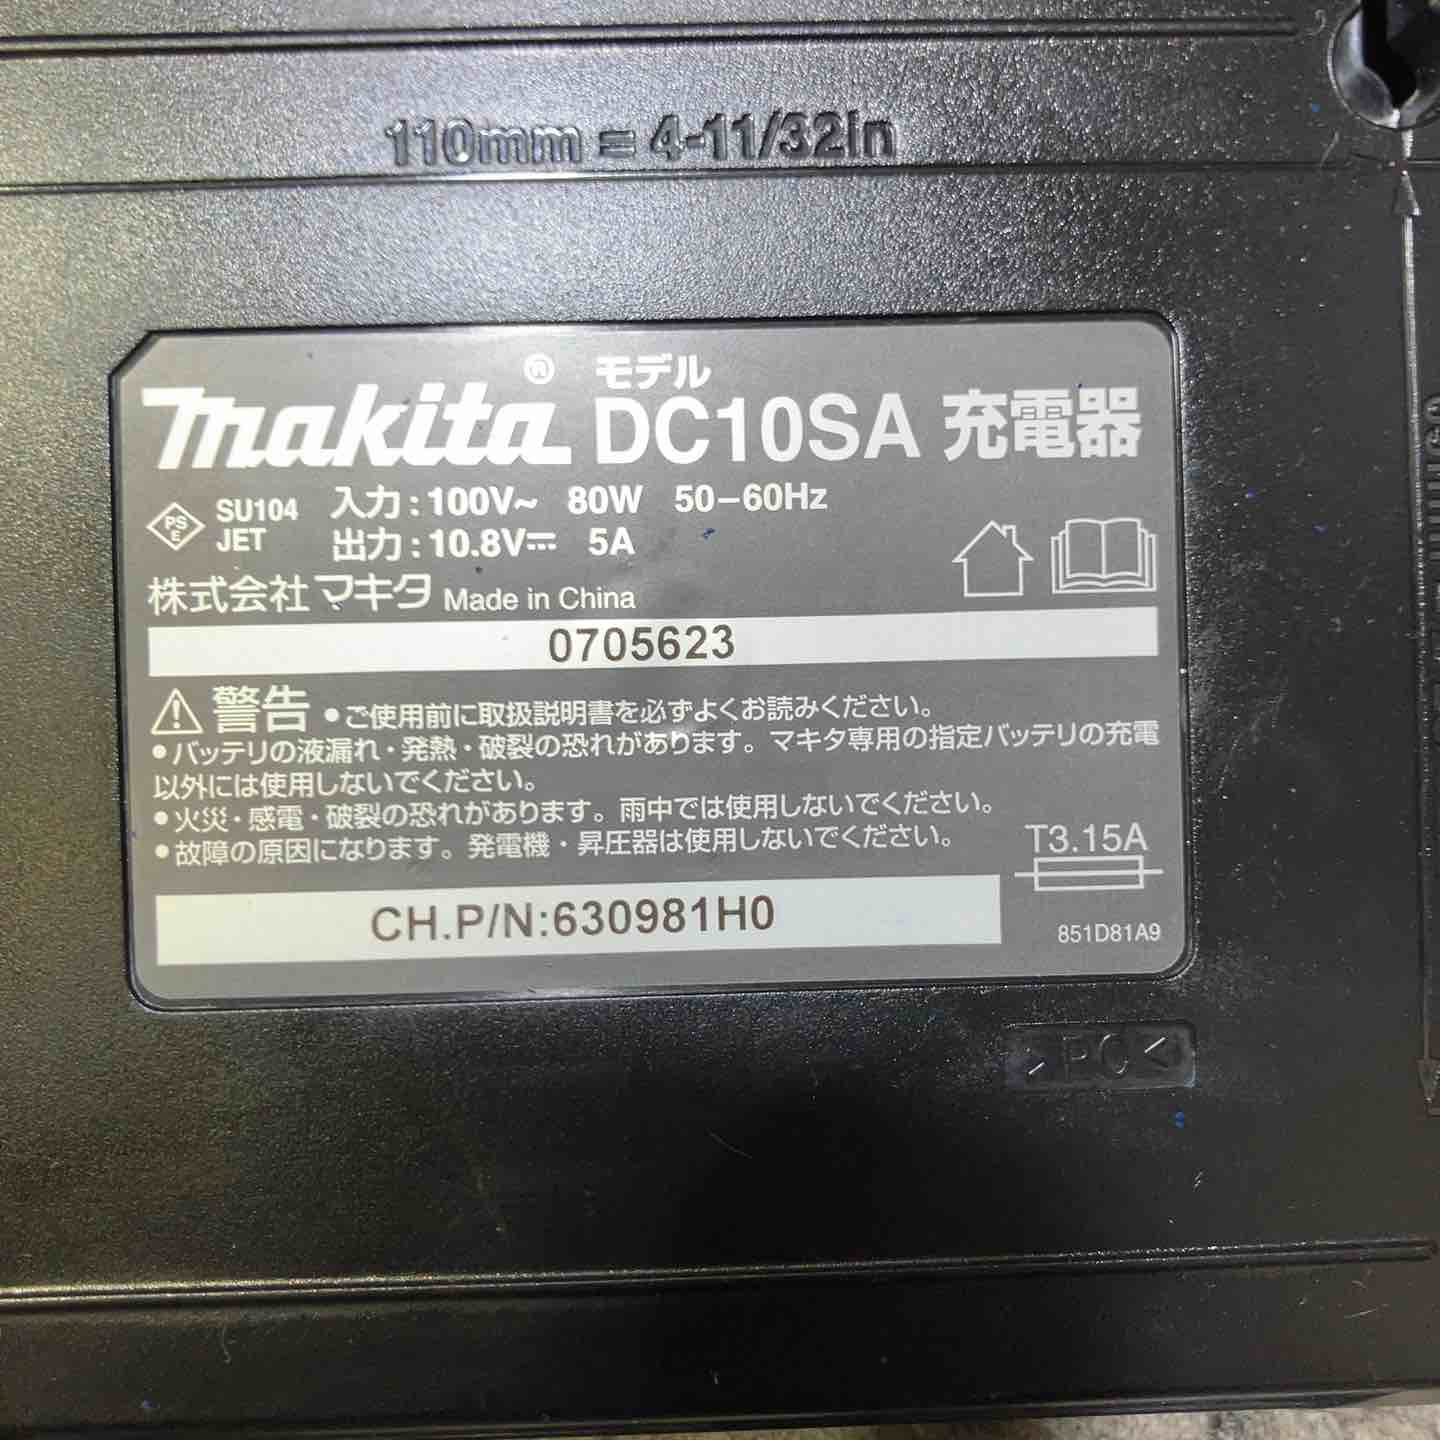 110mm = 4-11/32in
makita® モデル DC10SA 充電器
PSE SU104 JET
入力:100V~ 80W 50-60Hz
出力:10.8V⎓ 5A
株式会社マキタ Made in China
0705623
⚠警告 ●ご使用前に取扱説明書を必ずよくお読みください。
●バッテリの液漏れ・発熱・破裂の恐れがあります。マキタ専用の指定バッテリの充電
以外には使用しないでください。
●火災・感電・破裂の恐れがあります。雨中では使用しないでください。
●故障の原因になります。発電機・昇圧器は使用しないでください。
T3.15A
CH.P/N:630981H0
851D81A9
>PC<